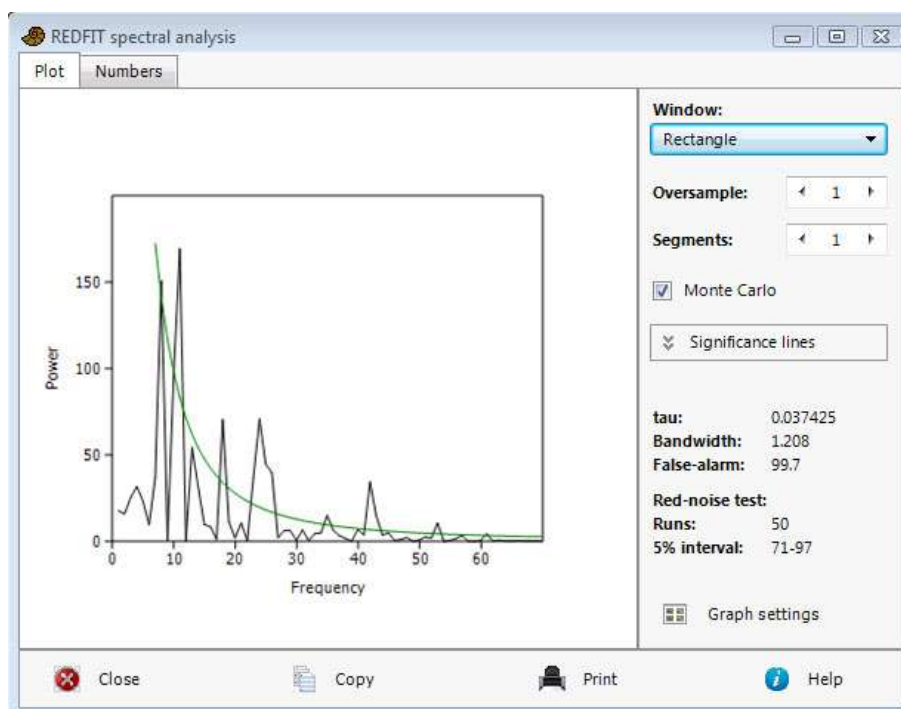 REDFIT spectral analysis
Plot Numbers
Window:
Rectangle
Oversample: 1
Segments: 1
Monte Carlo
Significance lines
tau: 0.037425
Bandwidth: 1.208
False-alarm: 99.7
Red-noise test:
Runs: 50
5% interval: 71-97
Graph settings
150
100
50
0
Power
0 10 20 30 40 50 60
Frequency
Close Copy Print Help